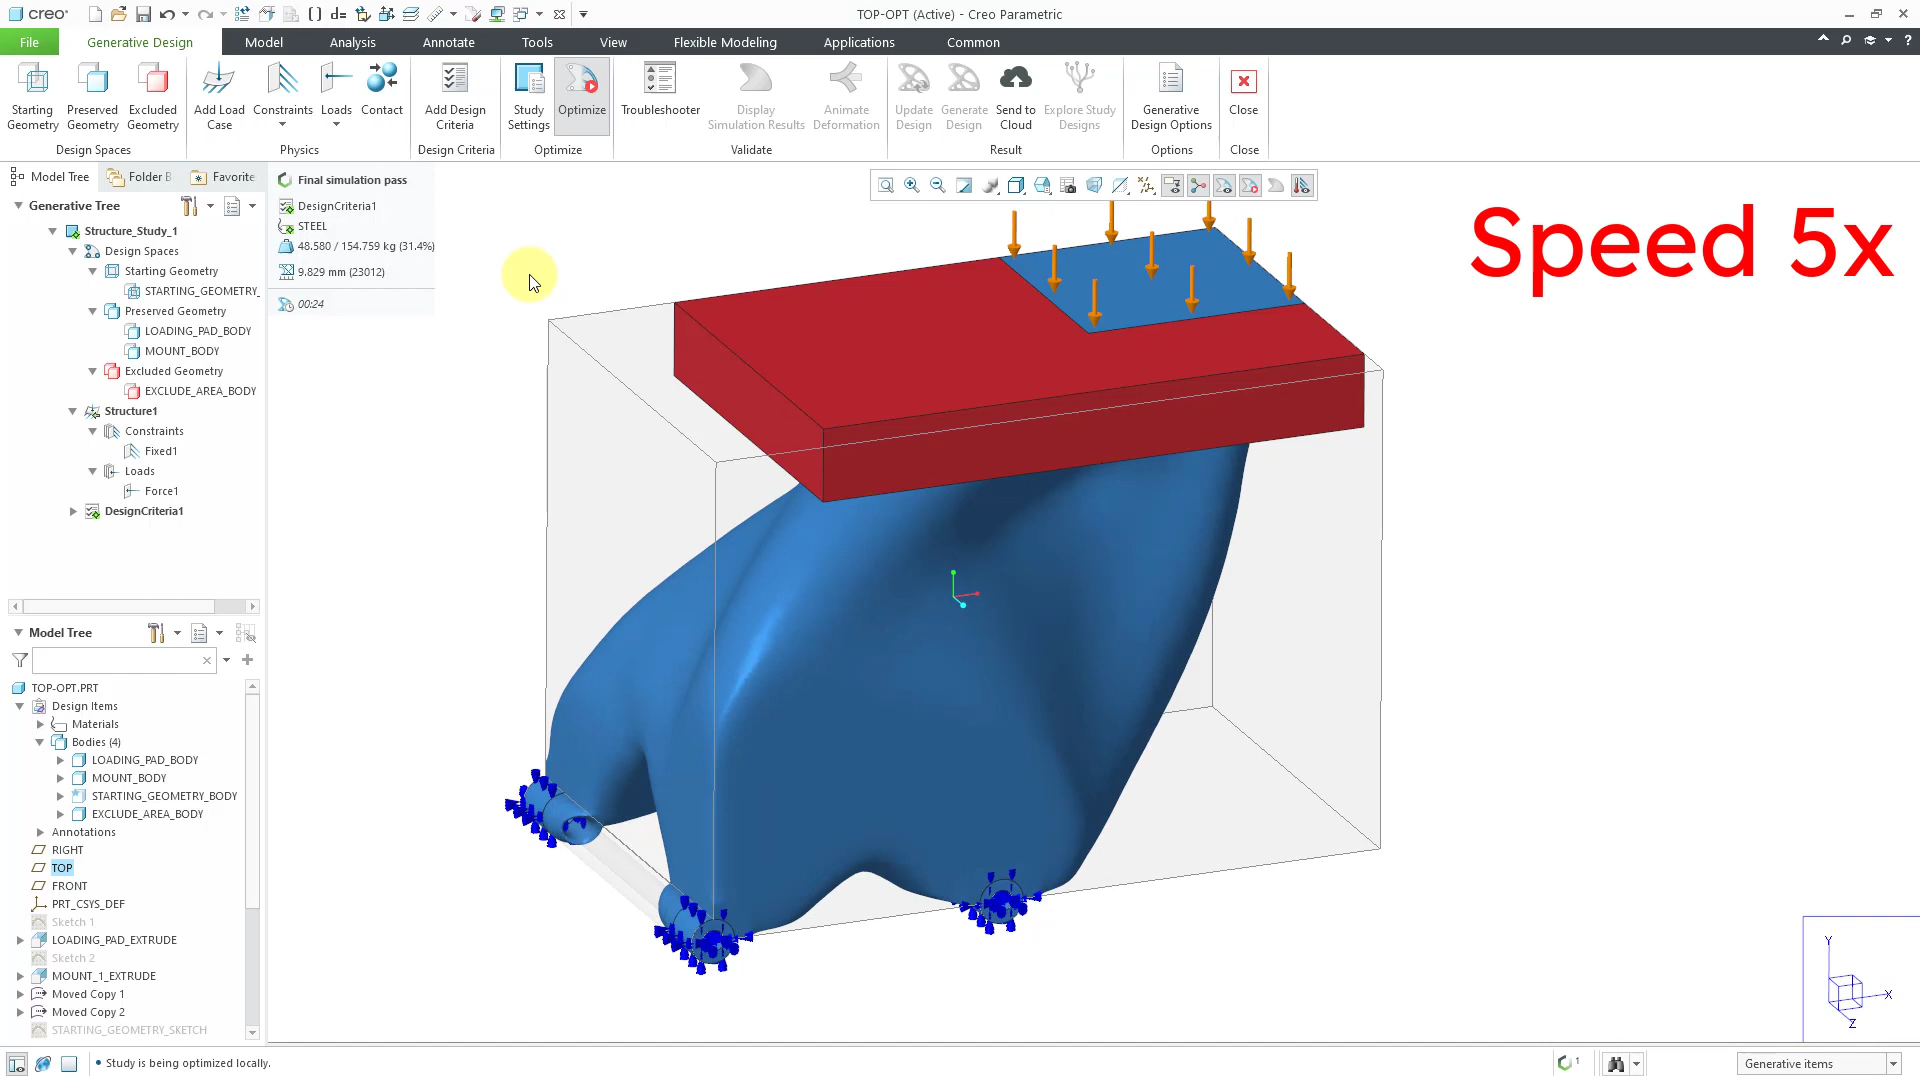 creo
TOP-OPT (Active) - Creo Parametric
File
Generative Design
Model
Analysis
Annotate
Tools
View
Flexible Modeling
Applications
Common
Starting Geometry
Preserved Geometry
Excluded Geometry
Add Load Case
Constraints
Loads
Contact
Add Design Criteria
Study Settings
Optimize
Troubleshooter
Display Simulation Results
Animate Deformation
Update Design
Generate Design
Send to Cloud
Explore Study Designs
Generative Design Options
Close
Design Spaces
Physics
Design Criteria
Optimize
Validate
Result
Options
Close
Model Tree
Folder B
Favorite
Generative Tree
Structure_Study_1
Design Spaces
Starting Geometry
STARTING_GEOMETRY_
Preserved Geometry
LOADING_PAD_BODY
MOUNT_BODY
Excluded Geometry
EXCLUDE_AREA_BODY
Structure1
Constraints
Fixed1
Loads
Force1
DesignCriteria1
Final simulation pass
DesignCriteria1
STEEL
48.580 / 154.759 kg (31.4%)
9.829 mm (23012)
00:24
Speed 5x
Model Tree
TOP-OPT.PRT
Design Items
Materials
Bodies (4)
LOADING_PAD_BODY
MOUNT_BODY
STARTING_GEOMETRY_BODY
EXCLUDE_AREA_BODY
Annotations
RIGHT
TOP
FRONT
PRT_CSYS_DEF
Sketch 1
LOADING_PAD_EXTRUDE
Sketch 2
MOUNT_1_EXTRUDE
Moved Copy 1
Moved Copy 2
STARTING_GEOMETRY_SKETCH
Y
X
Z
Study is being optimized locally.
1
Generative items